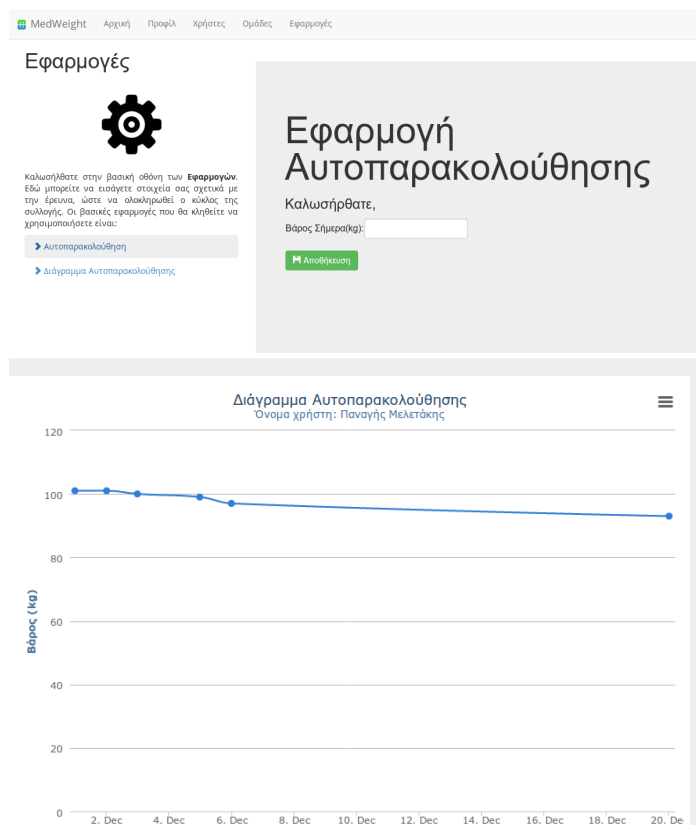 MedWeight Αρχική Προφίλ Χρήστες Ομάδες Εφαρμογές
Εφαρμογές
Καλωσήλθατε στην βασική οθόνη των Εφαρμογών.
Εδώ μπορείτε να εισάγετε στοιχεία σας σχετικά με
την έρευνα, ώστε να ολοκληρωθεί ο κύκλος της
συλλογής. Οι βασικές εφαρμογές που θα κληθείτε να
χρησιμοποιήσετε είναι:
Αυτοπαρακολούθηση
Διάγραμμα Αυτοπαρακολούθησης
Εφαρμογή
Αυτοπαρακολούθησης
Καλωσήρθατε,
Βάρος Σήμερα(kg):
Αποθήκευση
Διάγραμμα Αυτοπαρακολούθησης
Όνομα χρήστη: Παναγής Μελετάκης
Βάρος (kg)
120
100
80
60
40
20
0
2. Dec 4. Dec 6. Dec 8. Dec 10. Dec 12. Dec 14. Dec 16. Dec 18. Dec 20. De